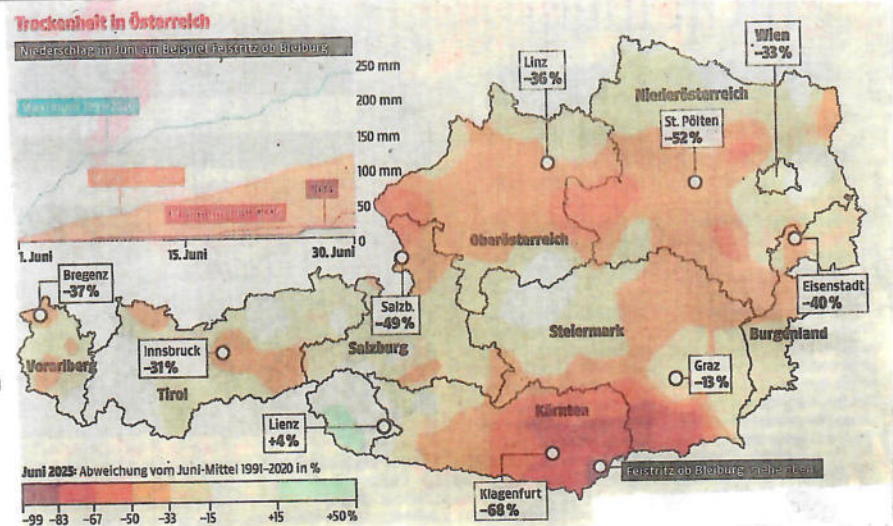 Trockenheit in Österreich
Niederschlag im Juni am Beispiel Feistritz ob Bleiburg
250 mm
200 mm
150 mm
100 mm
50
0
1. Juni
15. Juni
30. Juni
Linz
–36 %
Wien
–33 %
Niederösterreich
St. Pölten
–52 %
Oberösterreich
Bregenz
–37 %
Salzb.
–49 %
Eisenstadt
–40 %
Innsbruck
–31 %
Salzburg
Steiermark
Burgenland
Vorarlberg
Tirol
Graz
–13 %
Lienz
+4 %
Kärnten
Feistritz ob Bleiburg
Klagenfurt
–68 %
Juni 2025: Abweichung vom Juni-Mittel 1991–2020 in %
–99 –83 –67 –50 –33 –15 +15 +50 %